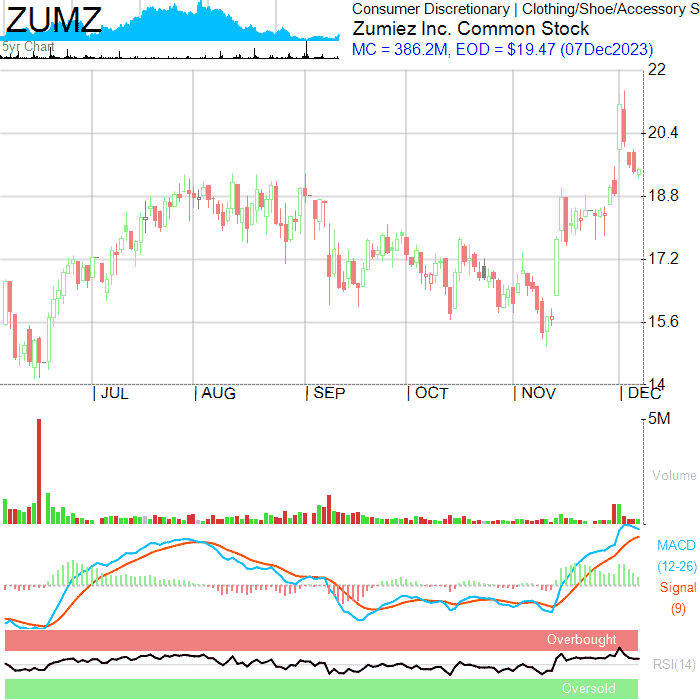 ZUMZ
Consumer Discretionary | Clothing/Shoe/Accessory S
Zumiez Inc. Common Stock
5yr Chart
MC = 386.2M, EOD = $19.47 (07Dec2023)
22
20.4
18.8
17.2
15.6
14
| JUL | AUG | SEP | OCT | NOV | DEC
5M
Volume
MACD
(12-26)
Signal
(9)
Overbought
RSI(14)
Oversold